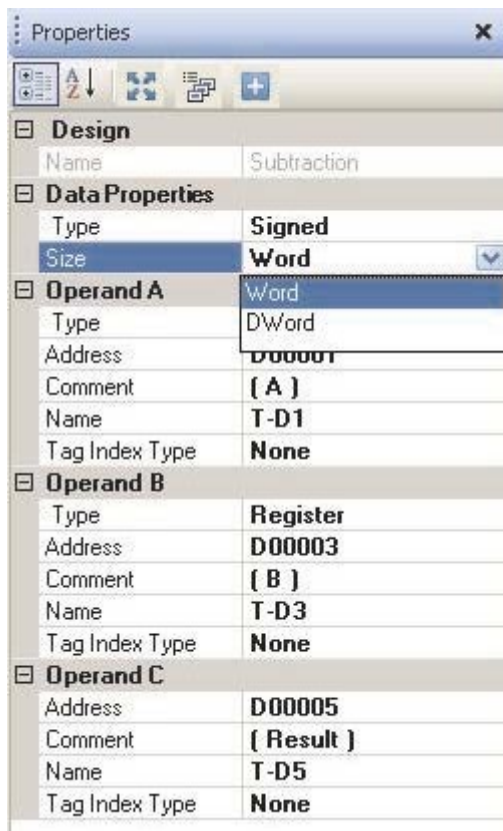 Properties
Design
Name Subtraction
Data Properties
Type Signed
Size Word
Operand A Word
Type DWord
Address D00001
Comment ( A )
Name T-D1
Tag Index Type None
Operand B
Type Register
Address D00003
Comment ( B )
Name T-D3
Tag Index Type None
Operand C
Address D00005
Comment ( Result )
Name T-D5
Tag Index Type None